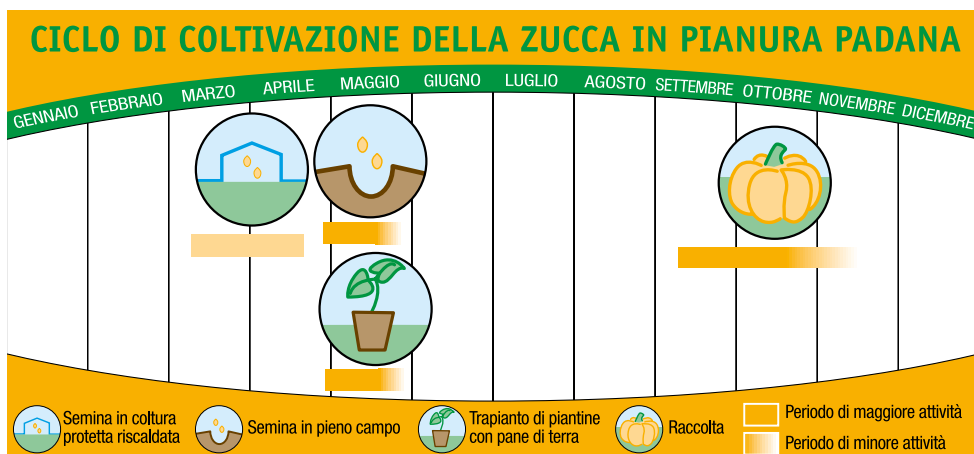 CICLO DI COLTIVAZIONE DELLA ZUCCA IN PIANURA PADANA
GENNAIO FEBBRAIO MARZO APRILE MAGGIO GIUGNO LUGLIO AGOSTO SETTEMBRE OTTOBRE NOVEMBRE DICEMBRE
Semina in coltura
protetta riscaldata
Semina in pieno campo
Trapianto di piantine
con pane di terra
Raccolta
Periodo di maggiore attività
Periodo di minore attività